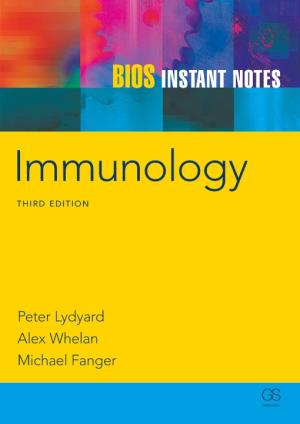 BIOS INSTANT NOTES
Immunology
THIRD EDITION
Peter Lydyard
Alex Whelan
Michael Fanger
GS